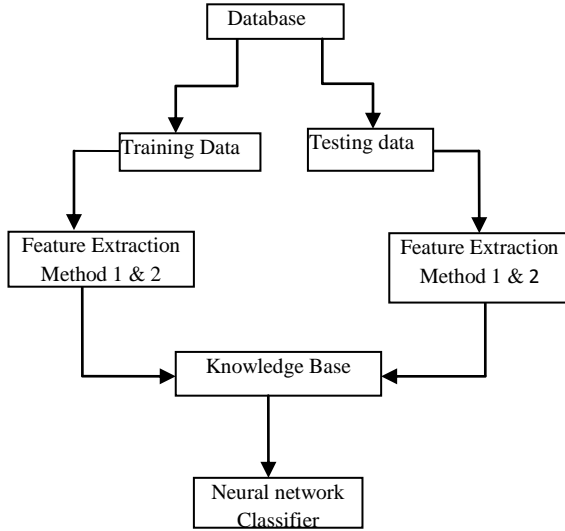 Database
Training Data
Testing data
Feature Extraction
Method 1 & 2
Feature Extraction
Method 1 & 2
Knowledge Base
Neural network
Classifier